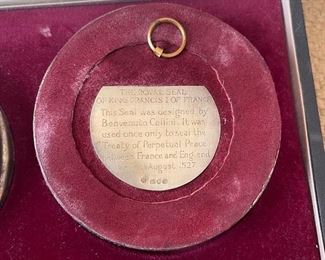 THE ROYAL SEAL
OF KING FRANCIS I OF FRANCE
This Seal was designed by
Benvenuto Cellini. It was
used once only to seal the
Treaty of Perpetual Peace
between France and England
August 1527